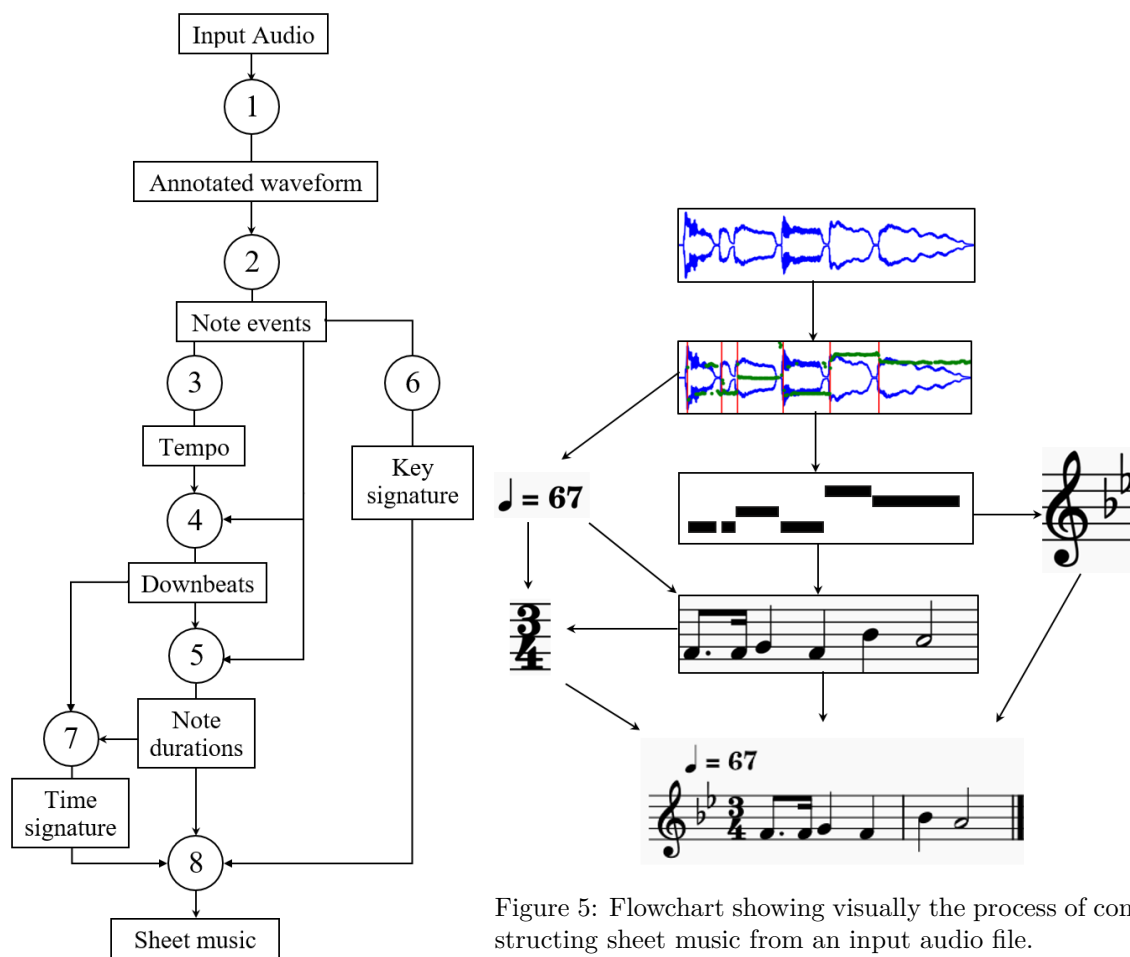 Input Audio
1
Annotated waveform
2
Note events
3
6
Tempo
Key
signature
4
Downbeats
5
7
Note
durations
Time
signature
8
Sheet music
= 67
3
4
= 67
3
4
Figure 5: Flowchart showing visually the process of con
structing sheet music from an input audio file.